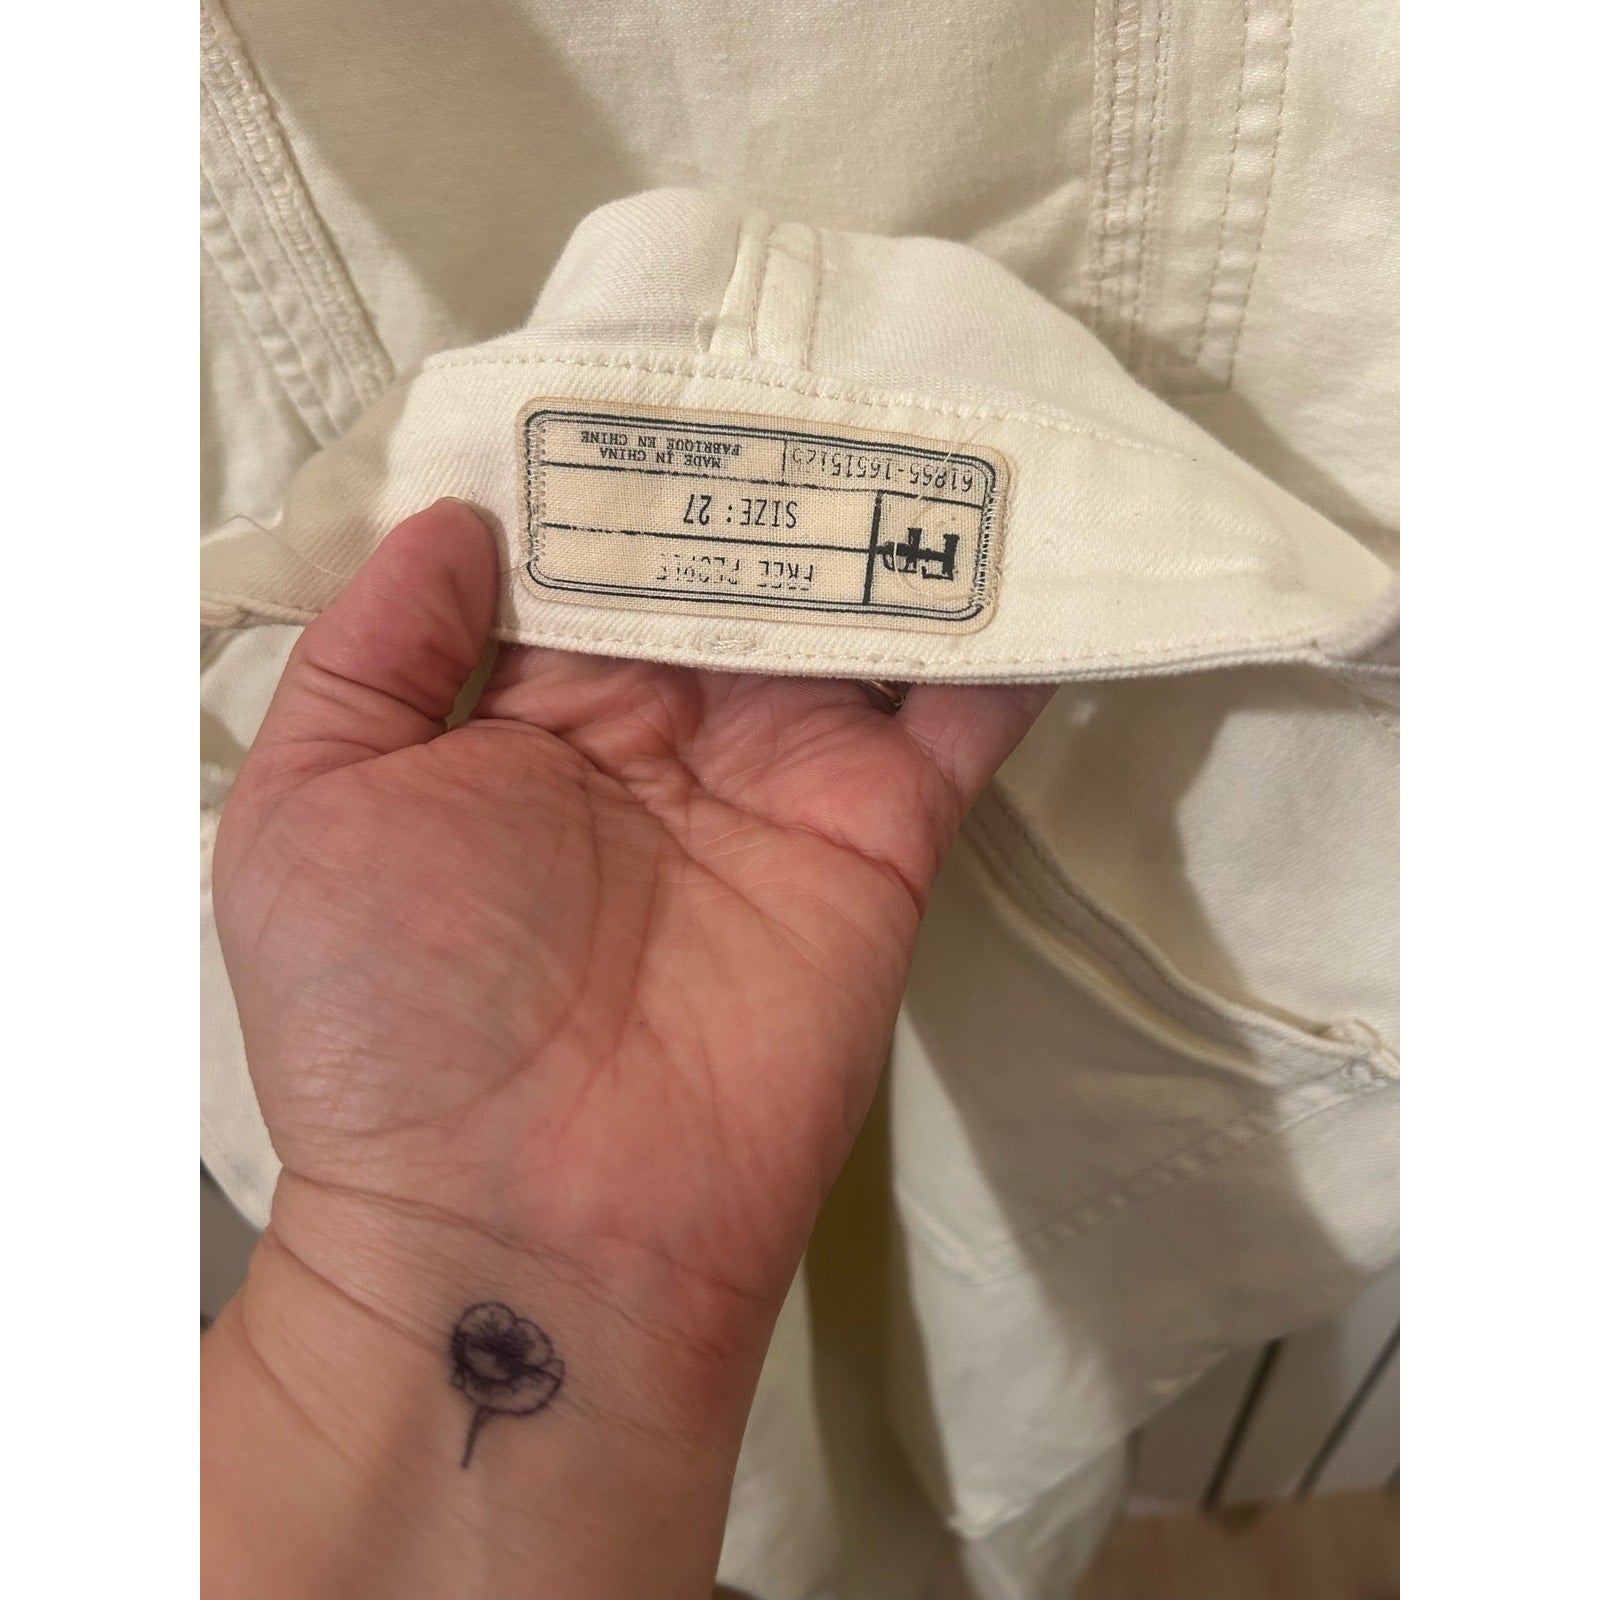 FREE PEOPLE
FP
SIZE: 27
MADE IN CHINA
FABRIQUE EN CHINE